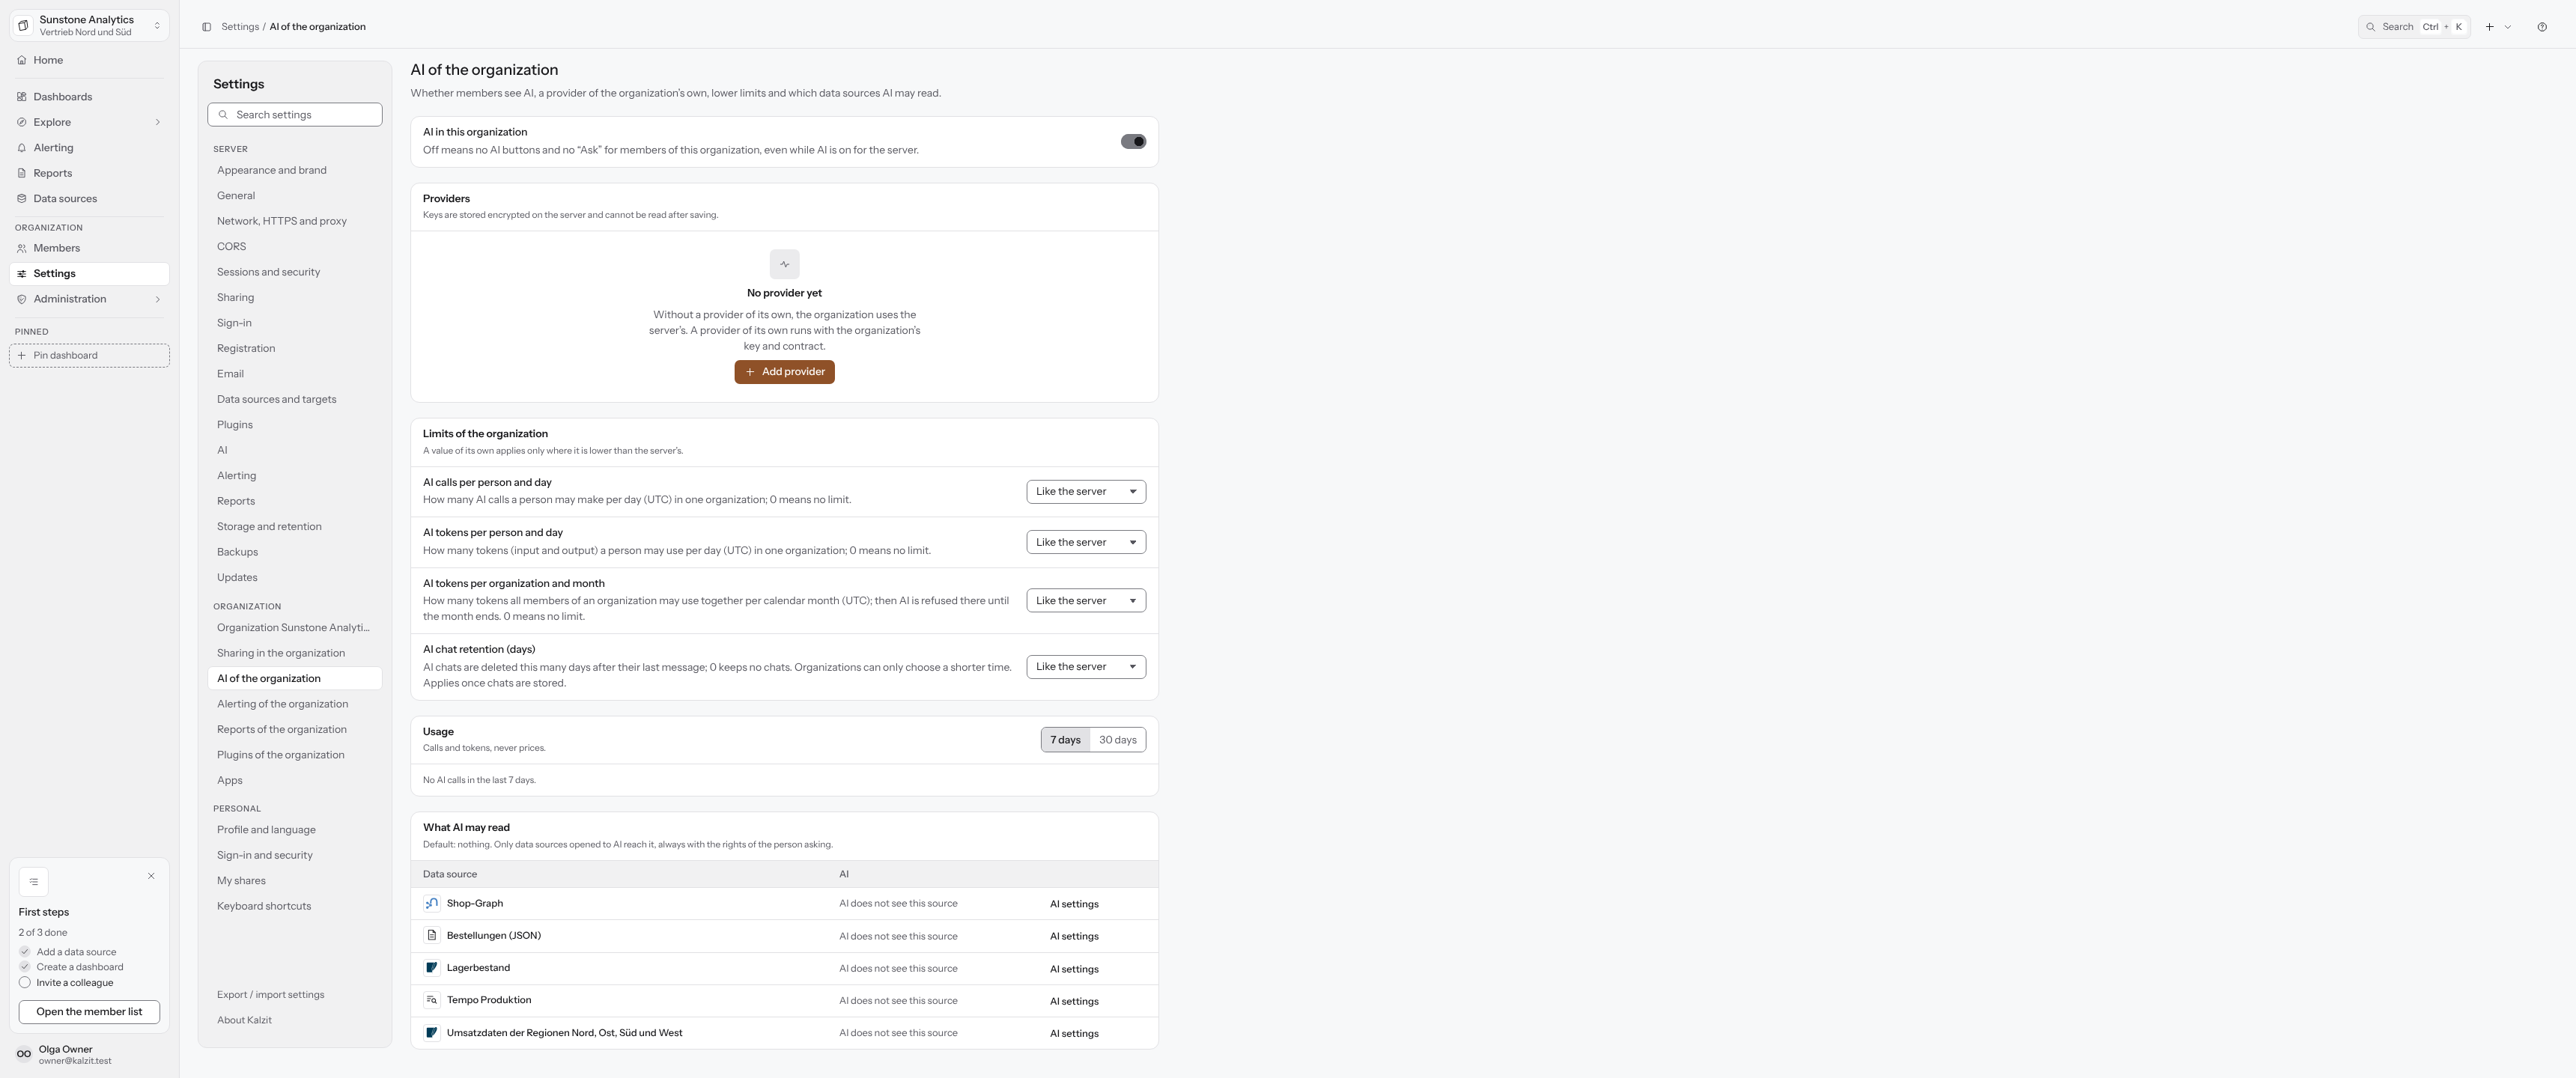 Sunstone Analytics
Vertrieb Nord und Süd
Home
Dashboards
Explore
Alerting
Reports
Data sources
ORGANIZATION
Members
Settings
Administration
PINNED
Pin dashboard
First steps
2 of 3 done
Add a data source
Create a dashboard
Invite a colleague
Open the member list
OO
Olga Owner
owner@kalzit.test
Settings / AI of the organization
Search Ctrl + K
Settings
Search settings
SERVER
Appearance and brand
General
Network, HTTPS and proxy
CORS
Sessions and security
Sharing
Sign-in
Registration
Email
Data sources and targets
Plugins
AI
Alerting
Reports
Storage and retention
Backups
Updates
ORGANIZATION
Organization Sunstone Analyti...
Sharing in the organization
AI of the organization
Alerting of the organization
Reports of the organization
Plugins of the organization
Apps
PERSONAL
Profile and language
Sign-in and security
My shares
Keyboard shortcuts
Export / import settings
About Kalzit
AI of the organization
Whether members see AI, a provider of the organization's own, lower limits and which data sources AI may read.
AI in this organization
Off means no AI buttons and no “Ask” for members of this organization, even while AI is on for the server.
Providers
Keys are stored encrypted on the server and cannot be read after saving.
No provider yet
Without a provider of its own, the organization uses the
server's. A provider of its own runs with the organization's
key and contract.
Add provider
Limits of the organization
A value of its own applies only where it is lower than the server's.
AI calls per person and day
How many AI calls a person may make per day (UTC) in one organization; 0 means no limit.
Like the server
AI tokens per person and day
How many tokens (input and output) a person may use per day (UTC) in one organization; 0 means no limit.
Like the server
AI tokens per organization and month
How many tokens all members of an organization may use together per calendar month (UTC); then AI is refused there until
the month ends. 0 means no limit.
Like the server
AI chat retention (days)
AI chats are deleted this many days after their last message; 0 keeps no chats. Organizations can only choose a shorter time.
Applies once chats are stored.
Like the server
Usage
Calls and tokens, never prices.
7 days 30 days
No AI calls in the last 7 days.
What AI may read
Default: nothing. Only data sources opened to AI reach it, always with the rights of the person asking.
Data source AI
Shop-Graph AI does not see this source AI settings
Bestellungen (JSON) AI does not see this source AI settings
Lagerbestand AI does not see this source AI settings
Tempo Produktion AI does not see this source AI settings
Umsatzdaten der Regionen Nord, Ost, Süd und West AI does not see this source AI settings